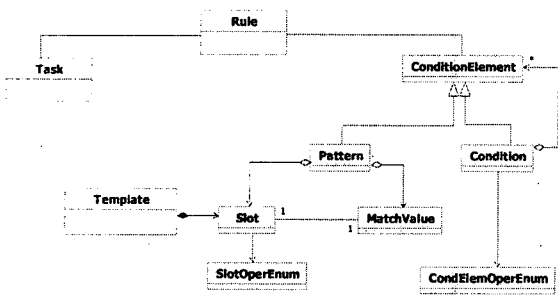 Rule
Task
ConditionElement
*
Pattern
Condition
Template
Slot
1
1
MatchValue
SlotOperEnum
CondElemOperEnum